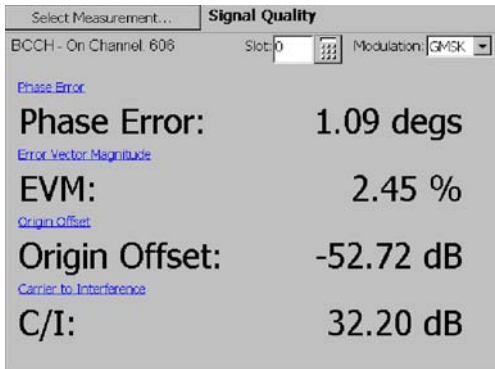 Select Measurement... Signal Quality
BCCH - On Channel: 606 Slot: 0 Modulation: GMSK
Phase Error
Phase Error: 1.09 degs
Error Vector Magnitude
EVM: 2.45 %
Origin Offset
Origin Offset: -52.72 dB
Carrier to Interference
C/I: 32.20 dB